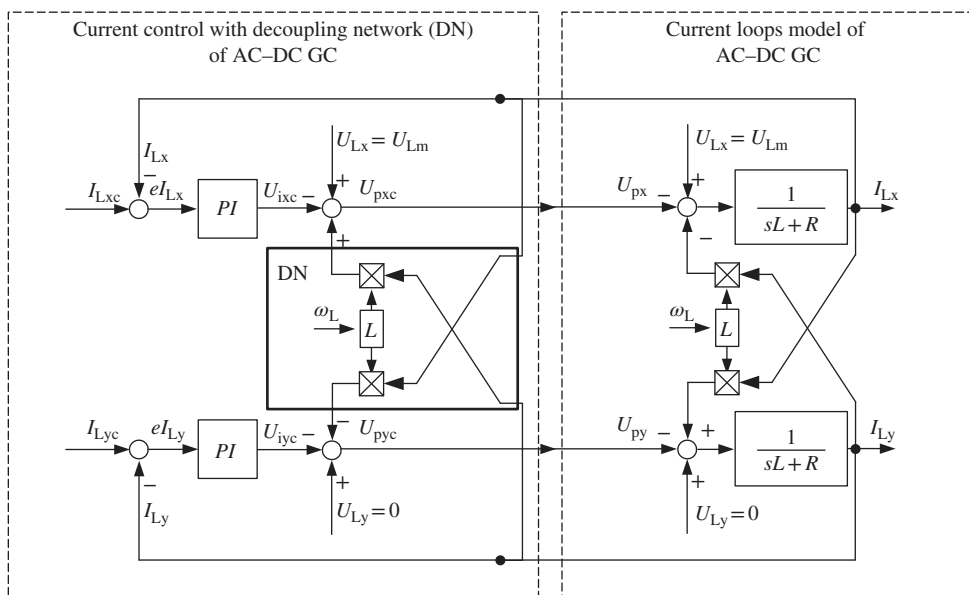 Current control with decoupling network (DN)
of AC–DC GC
Current loops model of
AC–DC GC
I_Lx
U_Lx = U_Lm
U_Lx = U_Lm
−
+
+
I_Lxc
eI_Lx
PI
U_ixc
−
U_pxc
U_px
−
1
sL + R
I_Lx
+
−
DN
ω_L
L
ω_L
L
−
I_Lyc
eI_Ly
PI
U_iyc
−
U_pyc
U_py
−
+
1
sL + R
I_Ly
−
+
+
I_Ly
U_Ly = 0
U_Ly = 0